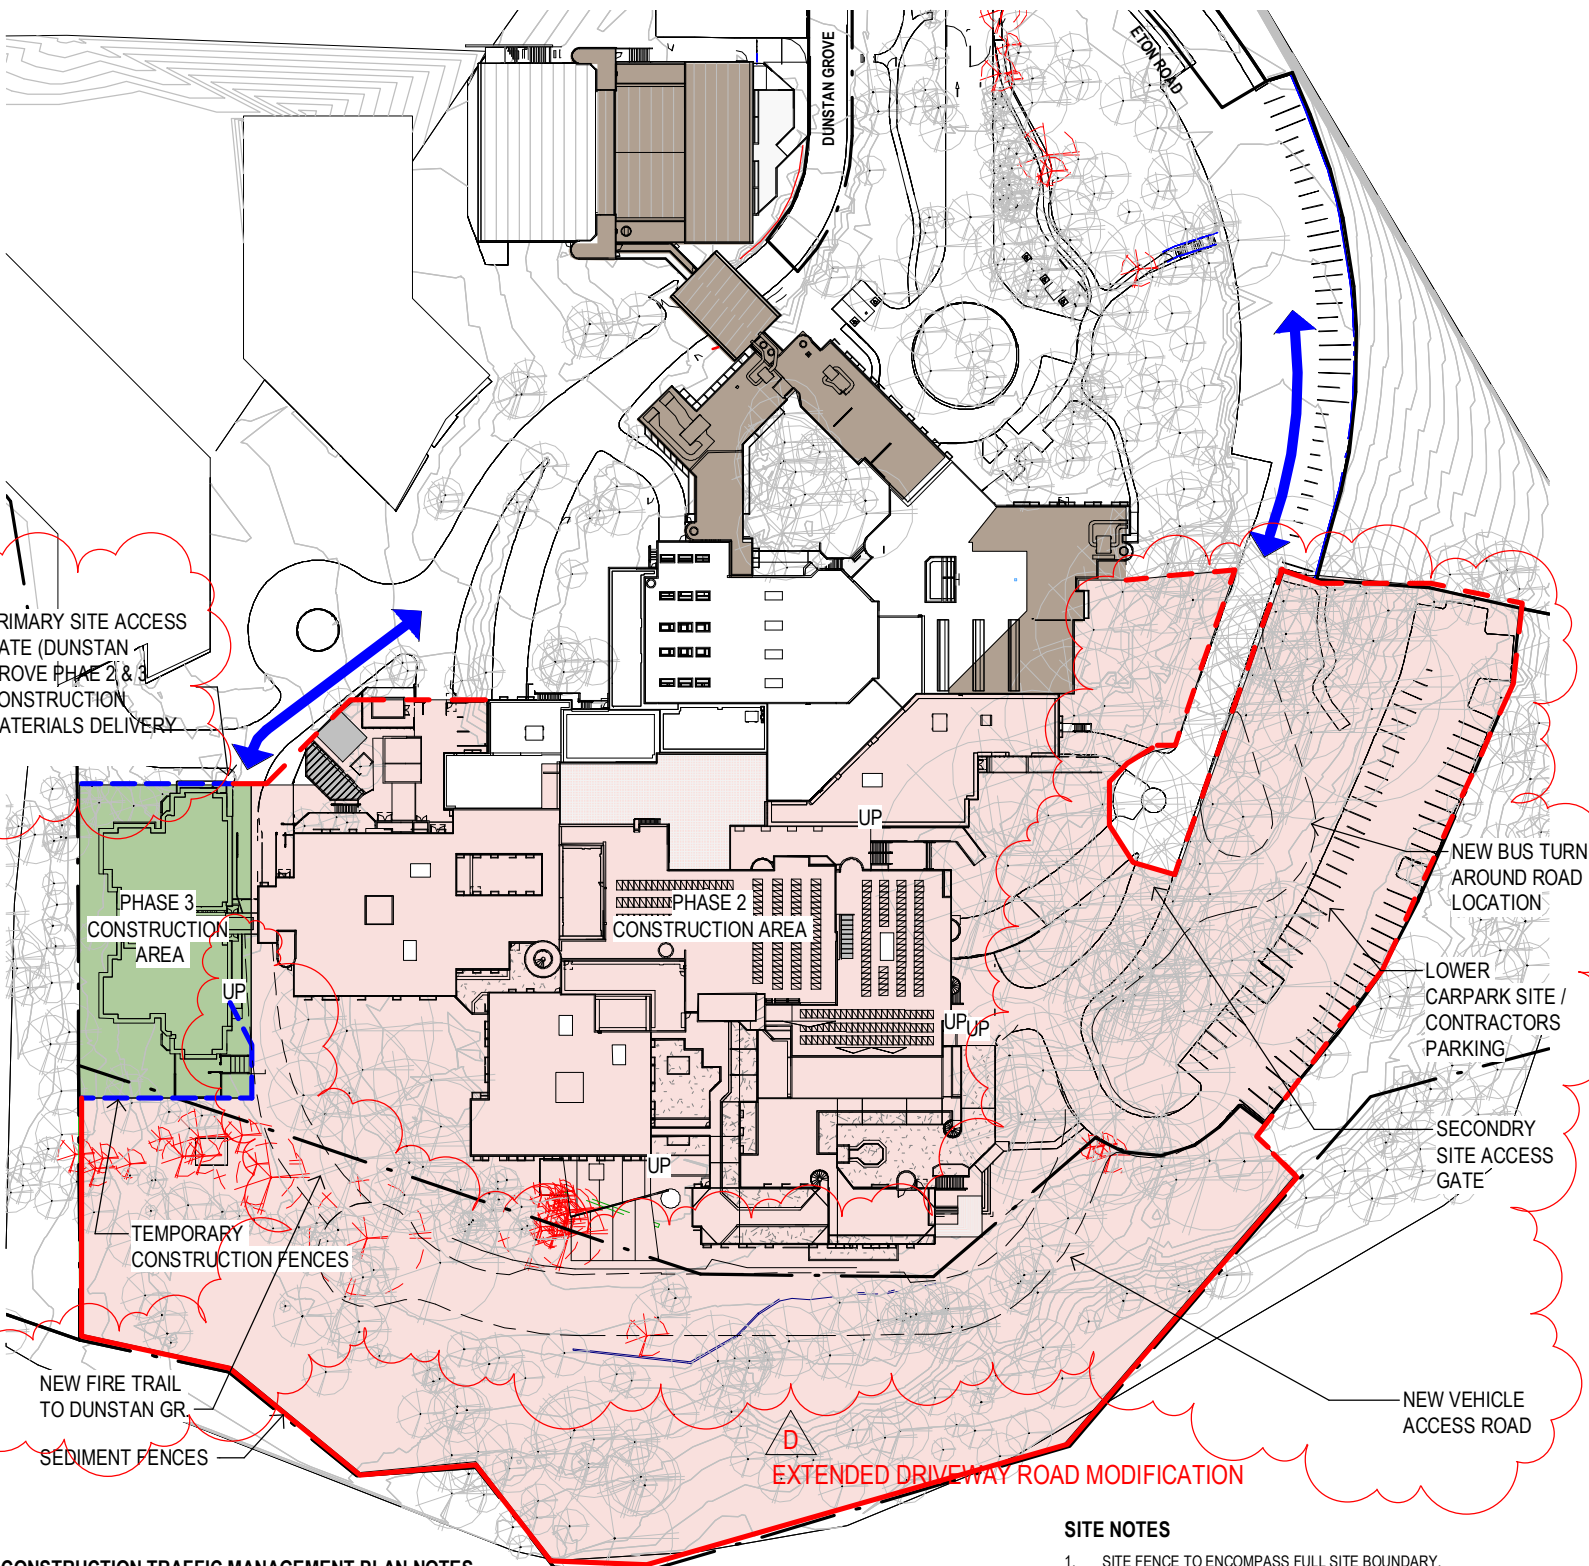 DUNSTAN GROVE
ETON ROAD
RIMARY SITE ACCESS
ATE (DUNSTAN
ROVE PHAE 2 & 3
ONSTRUCTION
ATERIALS DELIVERY
UP
PHASE 3
CONSTRUCTION
AREA
PHASE 2
CONSTRUCTION AREA
UP
UP
UP
UP
NEW BUS TURN
AROUND ROAD
LOCATION
LOWER
CARPARK SITE /
CONTRACTORS
PARKING
SECONDRY
SITE ACCESS
GATE
TEMPORARY
CONSTRUCTION FENCES
NEW FIRE TRAIL
TO DUNSTAN GR.
SEDIMENT FENCES
NEW VEHICLE
ACCESS ROAD
D
EXTENDED DRIVEWAY ROAD MODIFICATION
SITE NOTES
1. SITE FENCE TO ENCOMPASS FULL SITE BOUNDARY.
CONSTRUCTION TRAFFIC MANAGEMENT PLAN NOTES